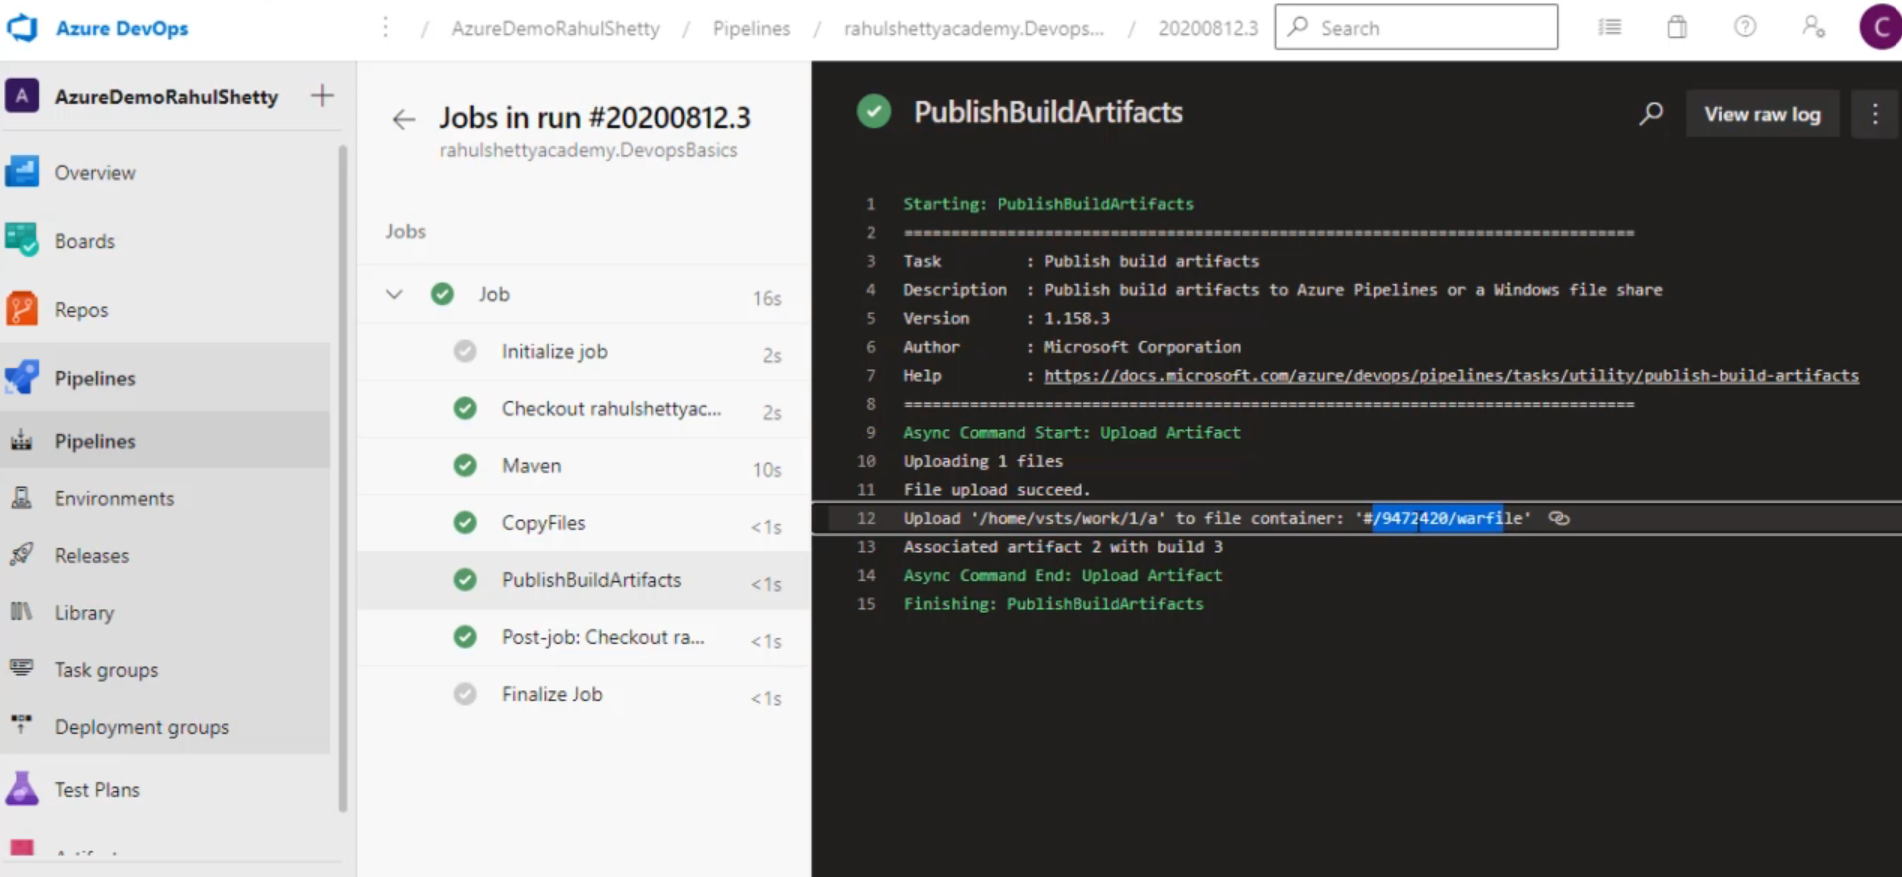 Azure DevOps
/ AzureDemoRahulShetty / Pipelines / rahulshettyacademy.Devops... / 20200812.3
Search
C
A AzureDemoRahulShetty
Overview
Boards
Repos
Pipelines
Pipelines
Environments
Releases
Library
Task groups
Deployment groups
Test Plans
Jobs in run #20200812.3
rahulshettyacademy.DevopsBasics
Jobs
Job 16s
Initialize job 2s
Checkout rahulshettyac... 2s
Maven 10s
CopyFiles <1s
PublishBuildArtifacts <1s
Post-job: Checkout ra... <1s
Finalize Job <1s
PublishBuildArtifacts
View raw log
1 Starting: PublishBuildArtifacts
2 ==============================================================================
3 Task : Publish build artifacts
4 Description : Publish build artifacts to Azure Pipelines or a Windows file share
5 Version : 1.158.3
6 Author : Microsoft Corporation
7 Help : https://docs.microsoft.com/azure/devops/pipelines/tasks/utility/publish-build-artifacts
8 ==============================================================================
9 Async Command Start: Upload Artifact
10 Uploading 1 files
11 File upload succeed.
12 Upload '/home/vsts/work/1/a' to file container: '#/9472420/warfile'
13 Associated artifact 2 with build 3
14 Async Command End: Upload Artifact
15 Finishing: PublishBuildArtifacts